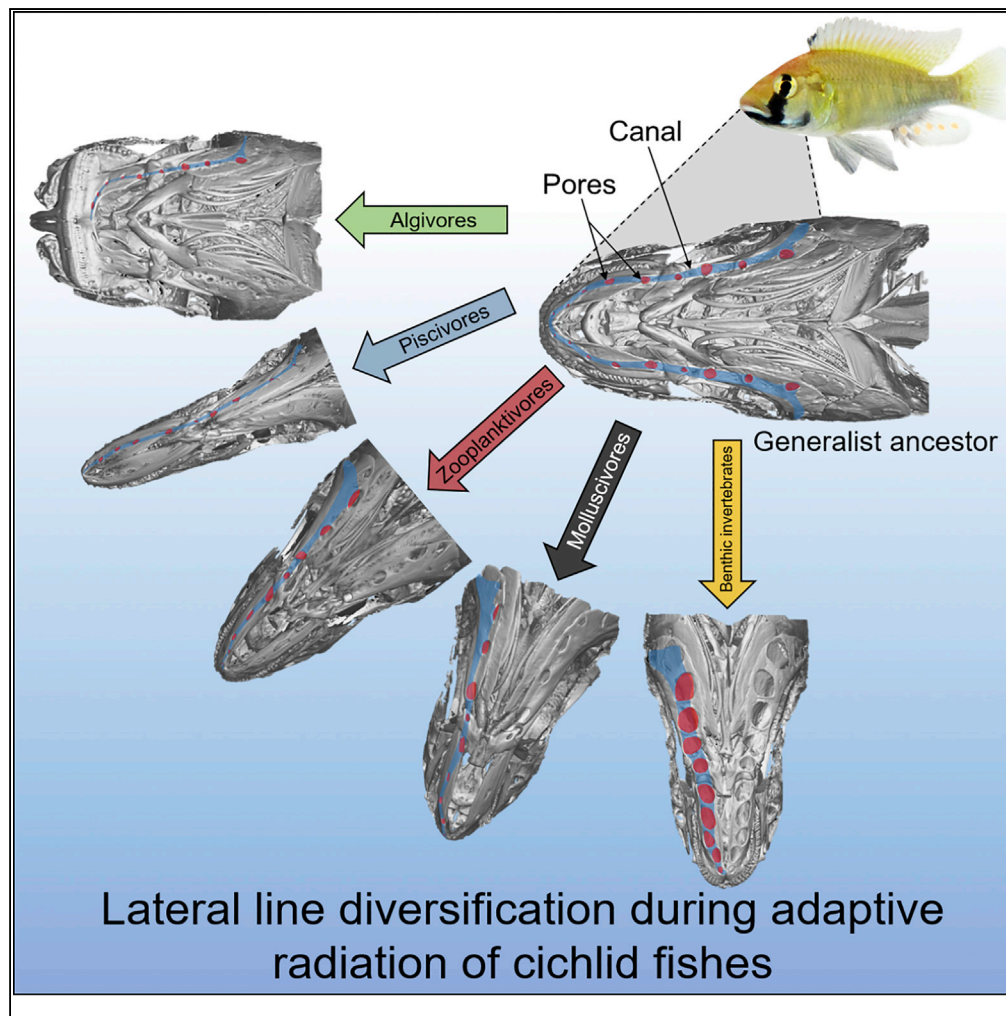 Canal
Pores
Algivores
Piscivores
Zooplanktivores
Molluscivores
Benthic invertebrates
Generalist ancestor
Lateral line diversification during adaptive
radiation of cichlid fishes